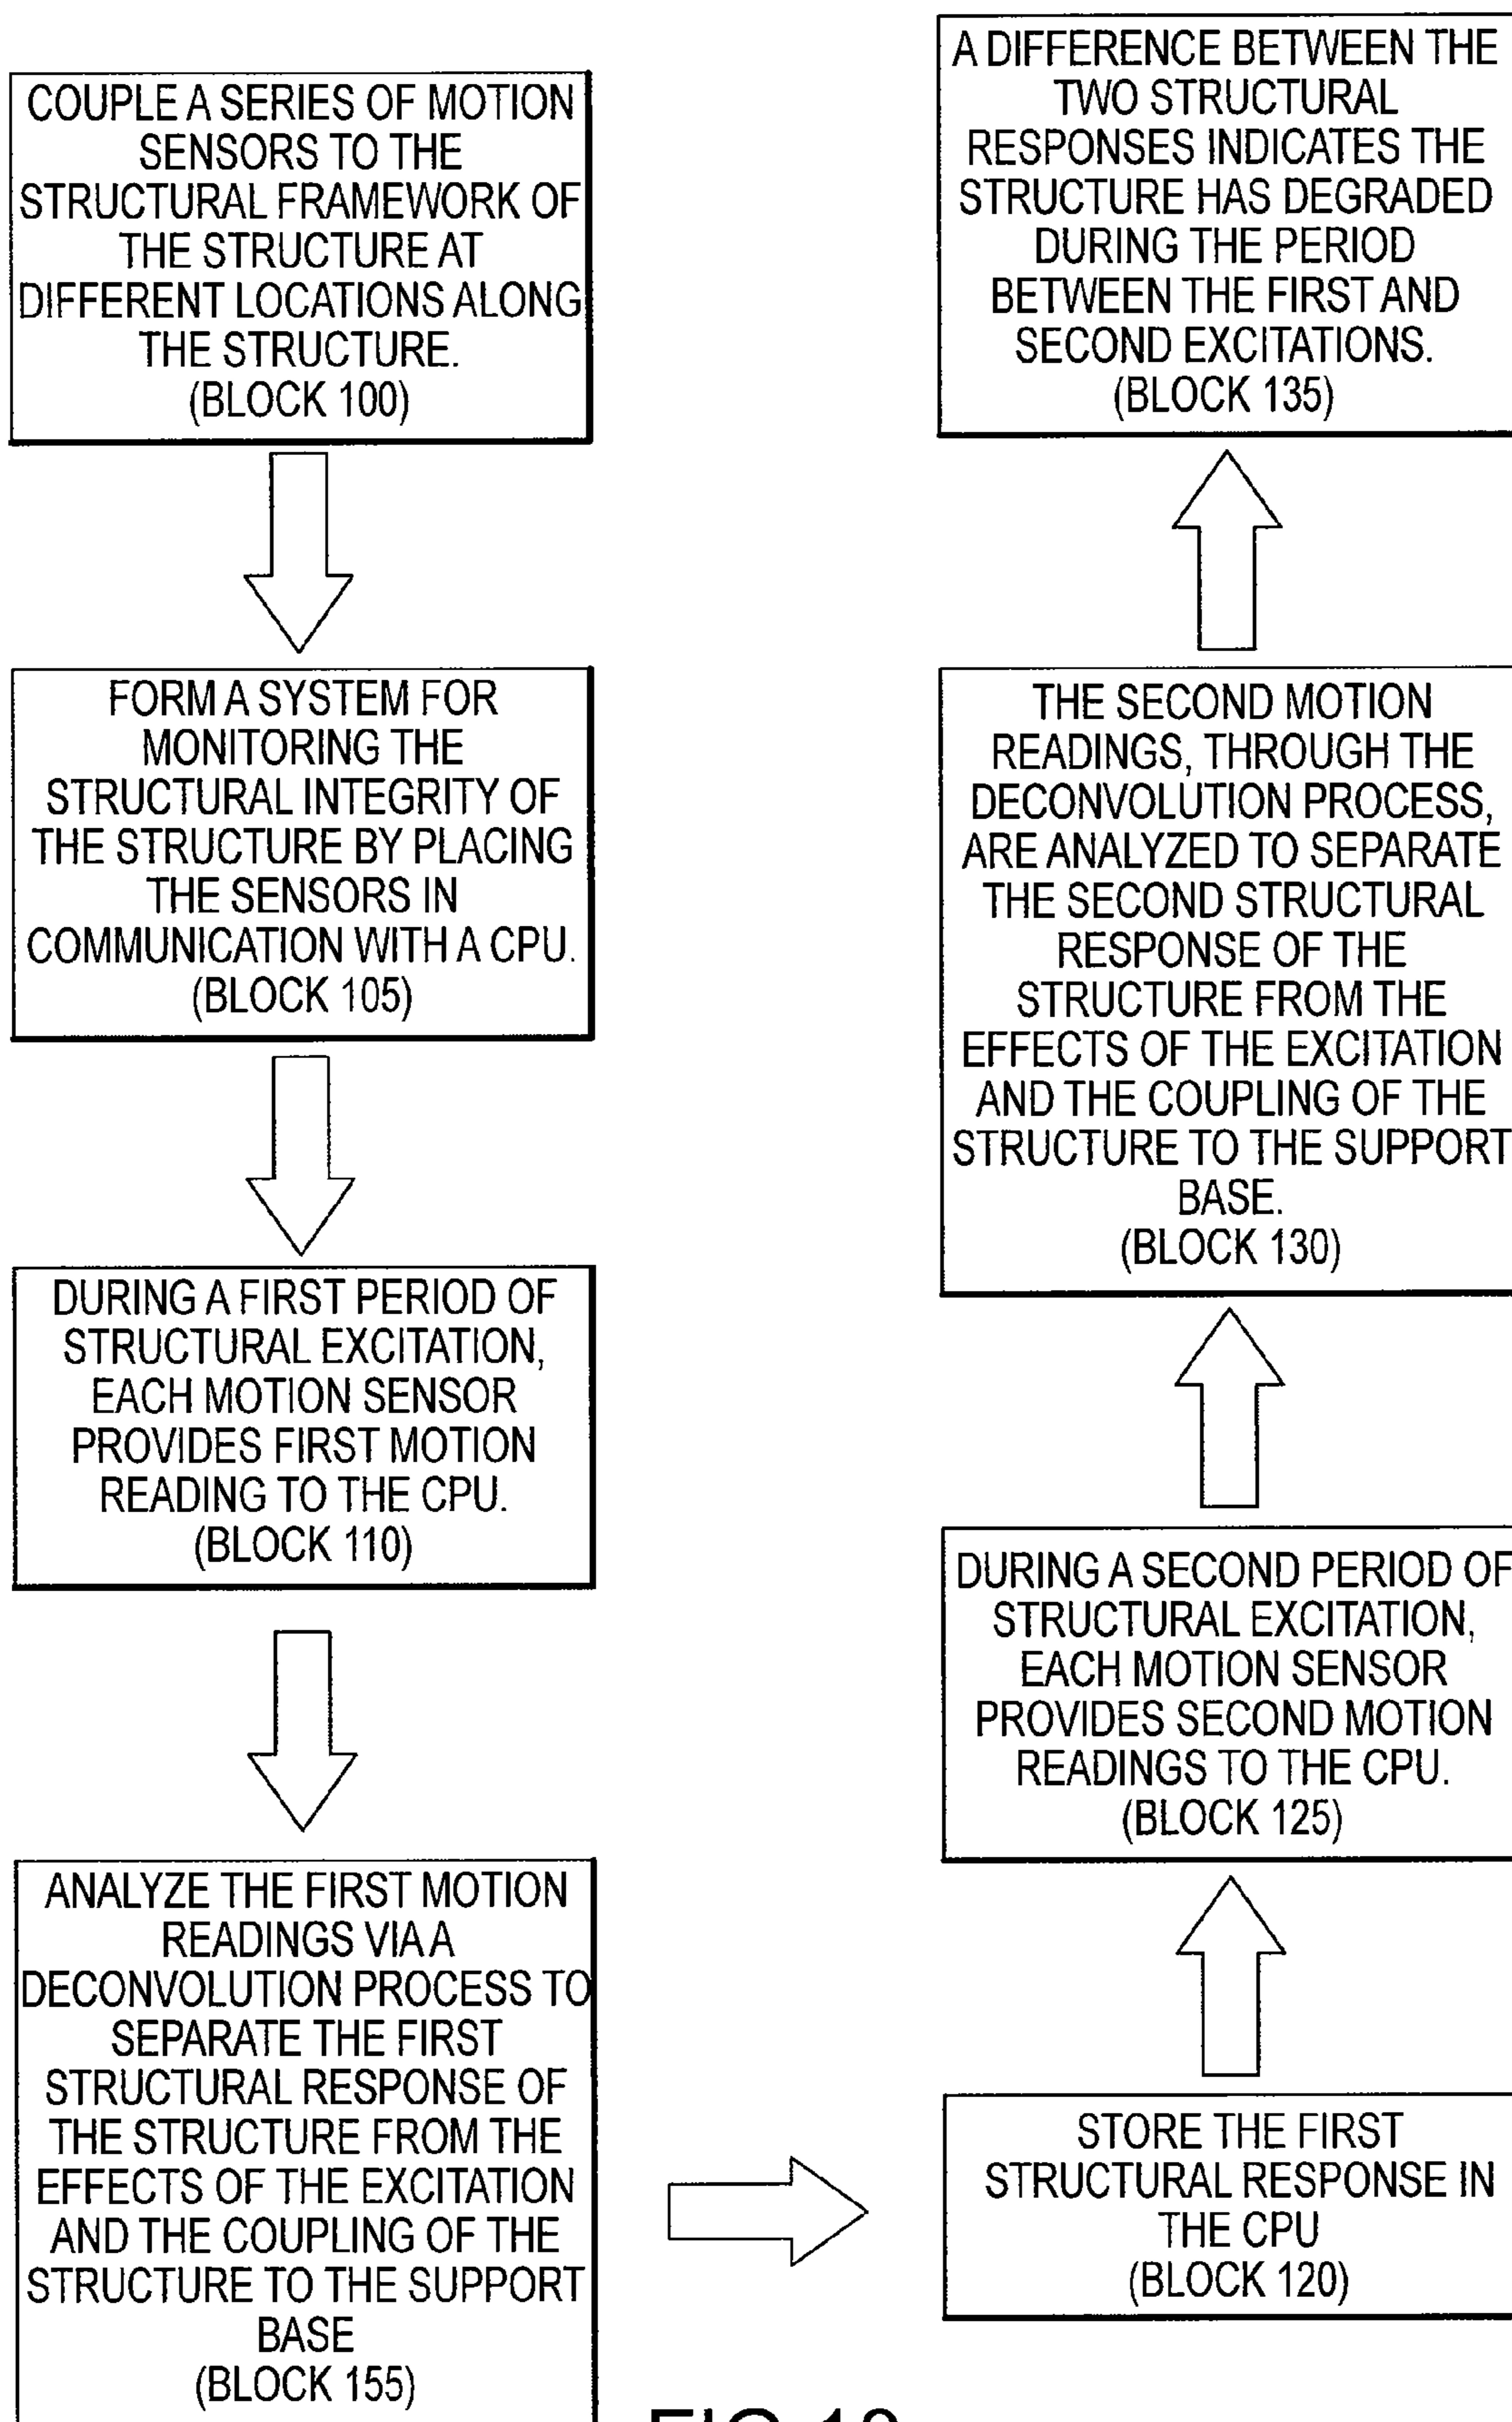 COUPLE A SERIES OF MOTION
SENSORS TO THE
STRUCTURAL FRAMEWORK OF
THE STRUCTURE AT
DIFFERENT LOCATIONS ALONG
THE STRUCTURE.
(BLOCK 100)
FORM A SYSTEM FOR
MONITORING THE
STRUCTURAL INTEGRITY OF
THE STRUCTURE BY PLACING
THE SENSORS IN
COMMUNICATION WITH A CPU.
(BLOCK 105)
DURING A FIRST PERIOD OF
STRUCTURAL EXCITATION,
EACH MOTION SENSOR
PROVIDES FIRST MOTION
READING TO THE CPU.
(BLOCK 110)
ANALYZE THE FIRST MOTION
READINGS VIA A
DECONVOLUTION PROCESS TO
SEPARATE THE FIRST
STRUCTURAL RESPONSE OF
THE STRUCTURE FROM THE
EFFECTS OF THE EXCITATION
AND THE COUPLING OF THE
STRUCTURE TO THE SUPPORT
BASE
(BLOCK 155)
STORE THE FIRST
STRUCTURAL RESPONSE IN
THE CPU
(BLOCK 120)
DURING A SECOND PERIOD OF
STRUCTURAL EXCITATION,
EACH MOTION SENSOR
PROVIDES SECOND MOTION
READINGS TO THE CPU.
(BLOCK 125)
THE SECOND MOTION
READINGS, THROUGH THE
DECONVOLUTION PROCESS,
ARE ANALYZED TO SEPARATE
THE SECOND STRUCTURAL
RESPONSE OF THE
STRUCTURE FROM THE
EFFECTS OF THE EXCITATION
AND THE COUPLING OF THE
STRUCTURE TO THE SUPPORT
BASE.
(BLOCK 130)
A DIFFERENCE BETWEEN THE
TWO STRUCTURAL
RESPONSES INDICATES THE
STRUCTURE HAS DEGRADED
DURING THE PERIOD
BETWEEN THE FIRST AND
SECOND EXCITATIONS.
(BLOCK 135)